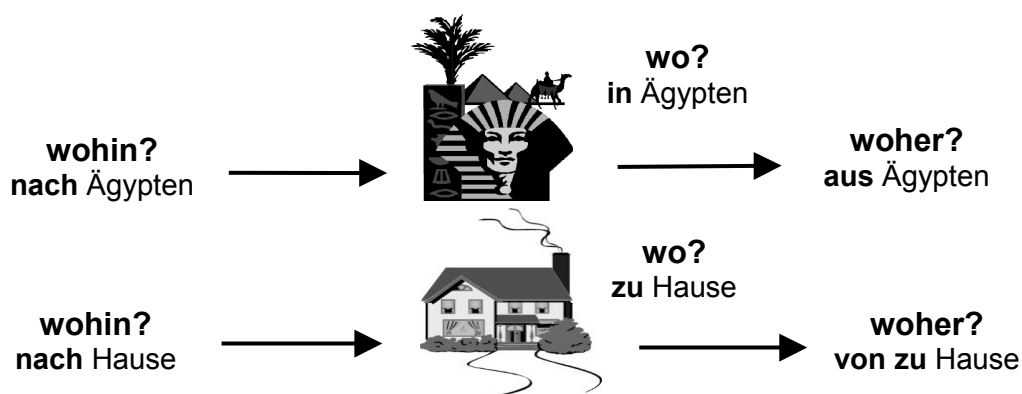 wo?
in Ägypten
wohin?
nach Ägypten
woher?
aus Ägypten
wo?
zu Hause
wohin?
nach Hause
woher?
von zu Hause